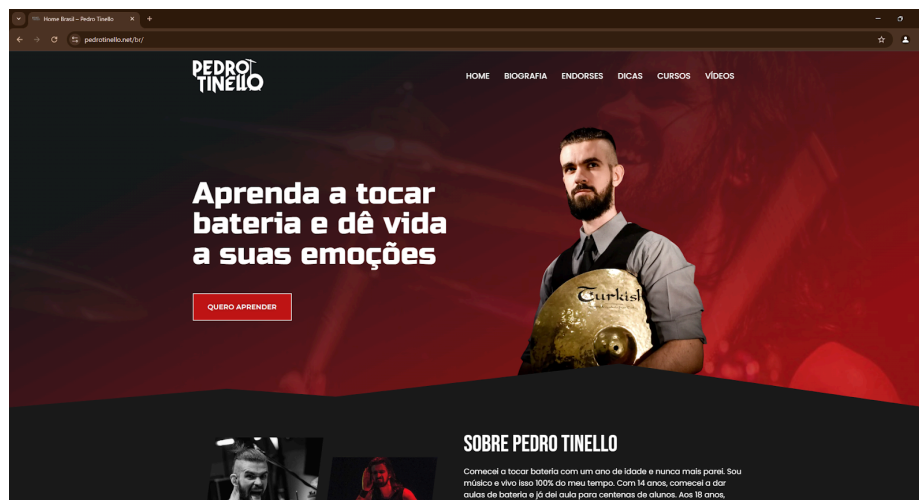 Home Brasil – Pedro Tinello
pedrotinello.net/br/
PEDRO
TINELLO
HOME BIOGRAFIA ENDORSES DICAS CURSOS VÍDEOS
Aprenda a tocar
bateria e dê vida
a suas emoções
QUERO APRENDER
Turkish
SOBRE PEDRO TINELLO
Comecei a tocar bateria com um ano de idade e nunca mais parei. Sou
músico e vivo isso 100% do meu tempo. Com 14 anos, comecei a dar
aulas de bateria e já dei aula para centenas de alunos. Aos 18 anos,